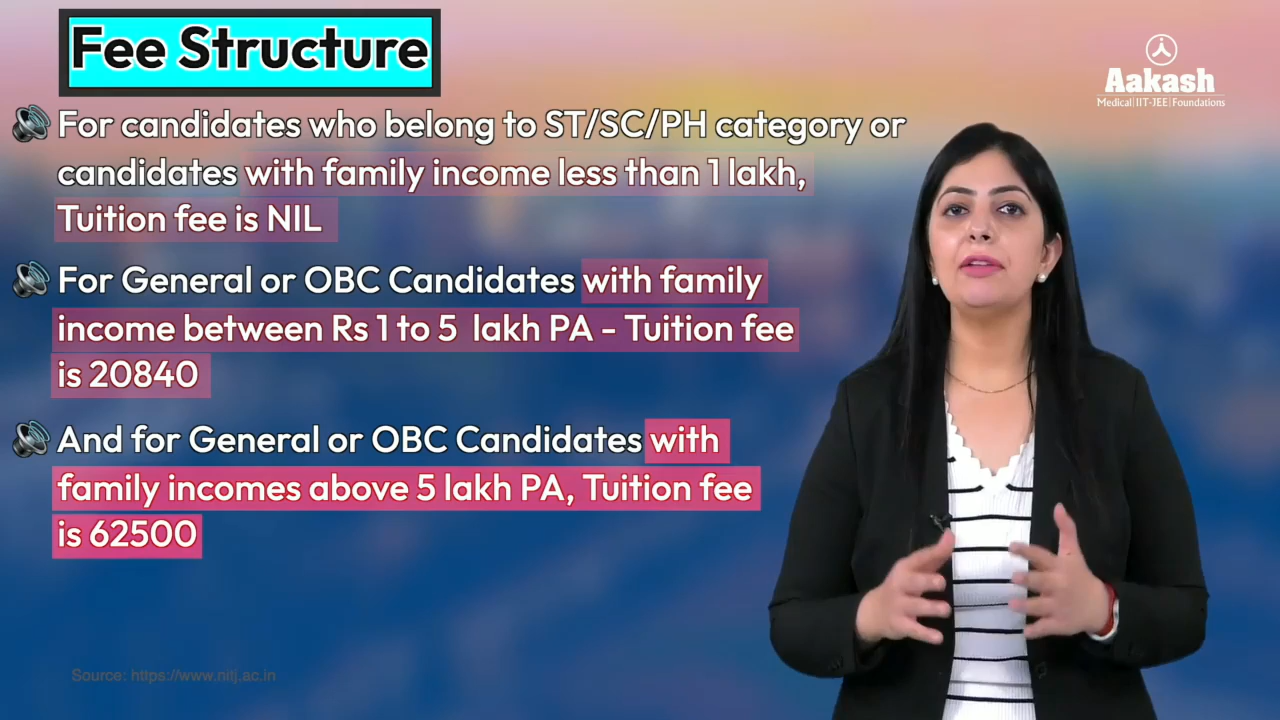 Fee Structure
Aakash
Medical|IIT-JEE|Foundations
For candidates who belong to ST/SC/PH category or
candidates with family income less than 1 lakh,
Tuition fee is NIL
For General or OBC Candidates with family
income between Rs 1 to 5 lakh PA - Tuition fee
is 20840
And for General or OBC Candidates with
family incomes above 5 lakh PA, Tuition fee
is 62500
Source: https://www.nitj.ac.in